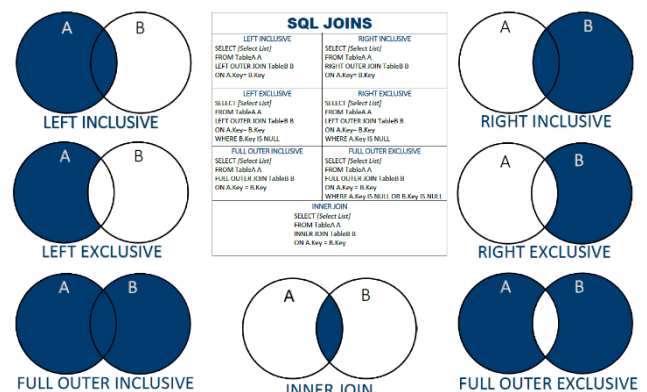 A B
LEFT INCLUSIVE
SQL JOINS
LEFT INCLUSIVE
SELECT [Select List]
FROM TableA A
LEFT OUTER JOIN TableB B
ON A.Key= B.Key
RIGHT INCLUSIVE
SELECT [Select List]
FROM TableA A
RIGHT OUTER JOIN TableB B
ON A.Key= B.Key
LEFT EXCLUSIVE
SELECT [Select List]
FROM TableA A
LEFT OUTER JOIN TableB B
ON A.Key= B.Key
WHERE B.Key IS NULL
RIGHT EXCLUSIVE
SELECT [Select List]
FROM TableA A
LEFT OUTER JOIN TableB B
ON A.Key= B.Key
WHERE A.Key IS NULL
FULL OUTER INCLUSIVE
SELECT [Select List]
FROM TableA A
FULL OUTER JOIN TableB B
ON A.Key = B.Key
FULL OUTER EXCLUSIVE
SELECT [Select List]
FROM TableA A
FULL OUTER JOIN TableB B
ON A.Key = B.Key
WHERE A.Key IS NULL OR B.Key IS NULL
INNER JOIN
SELECT [Select List]
FROM TableA A
INNER JOIN TableB B
ON A.Key = B.Key
A B
RIGHT INCLUSIVE
A B
LEFT EXCLUSIVE
A B
RIGHT EXCLUSIVE
A B
FULL OUTER INCLUSIVE
A B
INNER JOIN
A B
FULL OUTER EXCLUSIVE